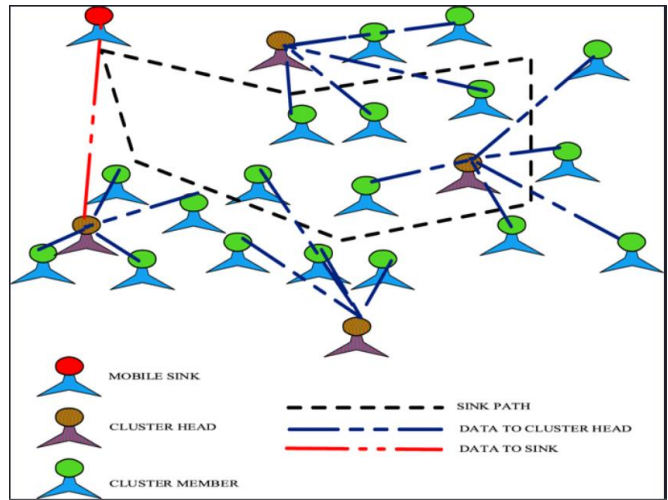 MOBILE SINK
CLUSTER HEAD
CLUSTER MEMBER
SINK PATH
DATA TO CLUSTER HEAD
DATA TO SINK